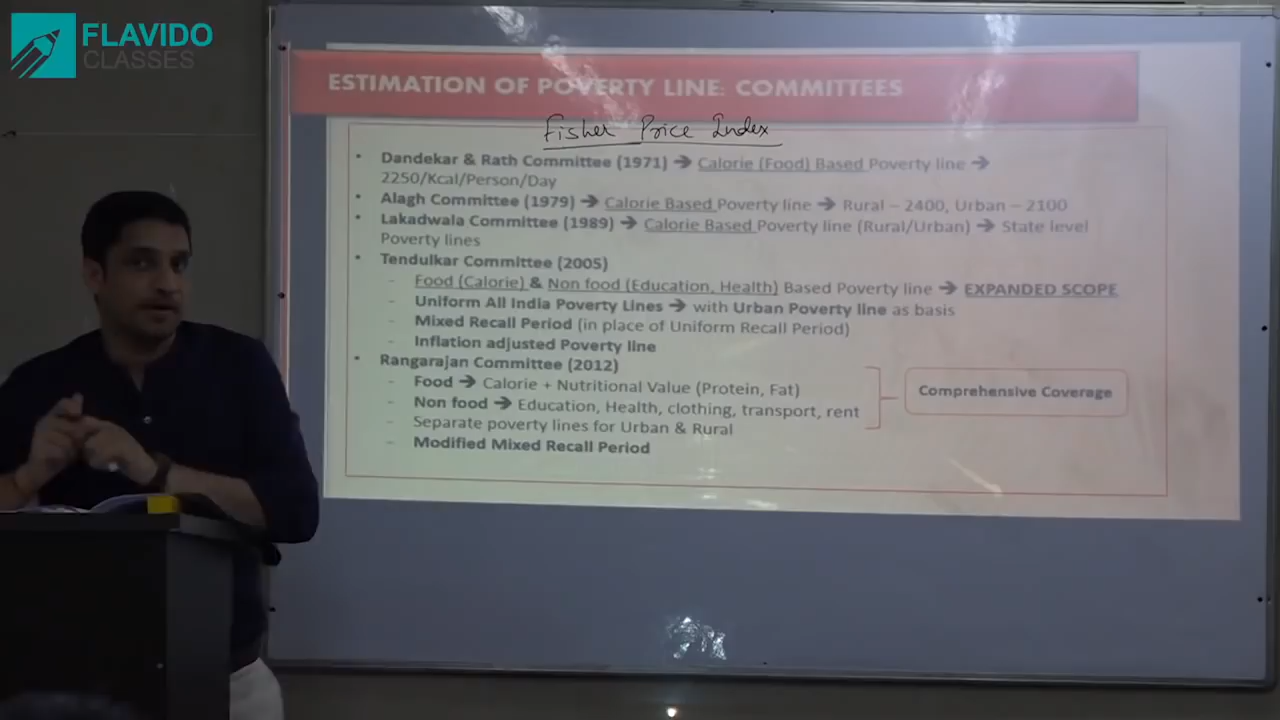 FLAVIDO
CLASSES
ESTIMATION OF POVERTY LINE: COMMITTEES
Fisher Price Index
• Dandekar & Rath Committee (1971) → Calorie (Food) Based Poverty line →
2250/Kcal/Person/Day
• Alagh Committee (1979) → Calorie Based Poverty line → Rural – 2400, Urban – 2100
• Lakadwala Committee (1989) → Calorie Based Poverty line (Rural/Urban) → State level
Poverty lines
• Tendulkar Committee (2005)
- Food (Calorie) & Non food (Education, Health) Based Poverty line → EXPANDED SCOPE
- Uniform All India Poverty Lines → with Urban Poverty line as basis
- Mixed Recall Period (in place of Uniform Recall Period)
- Inflation adjusted Poverty line
• Rangarajan Committee (2012)
- Food → Calorie + Nutritional Value (Protein, Fat)
- Non food → Education, Health, clothing, transport, rent
- Separate poverty lines for Urban & Rural
- Modified Mixed Recall Period
Comprehensive Coverage